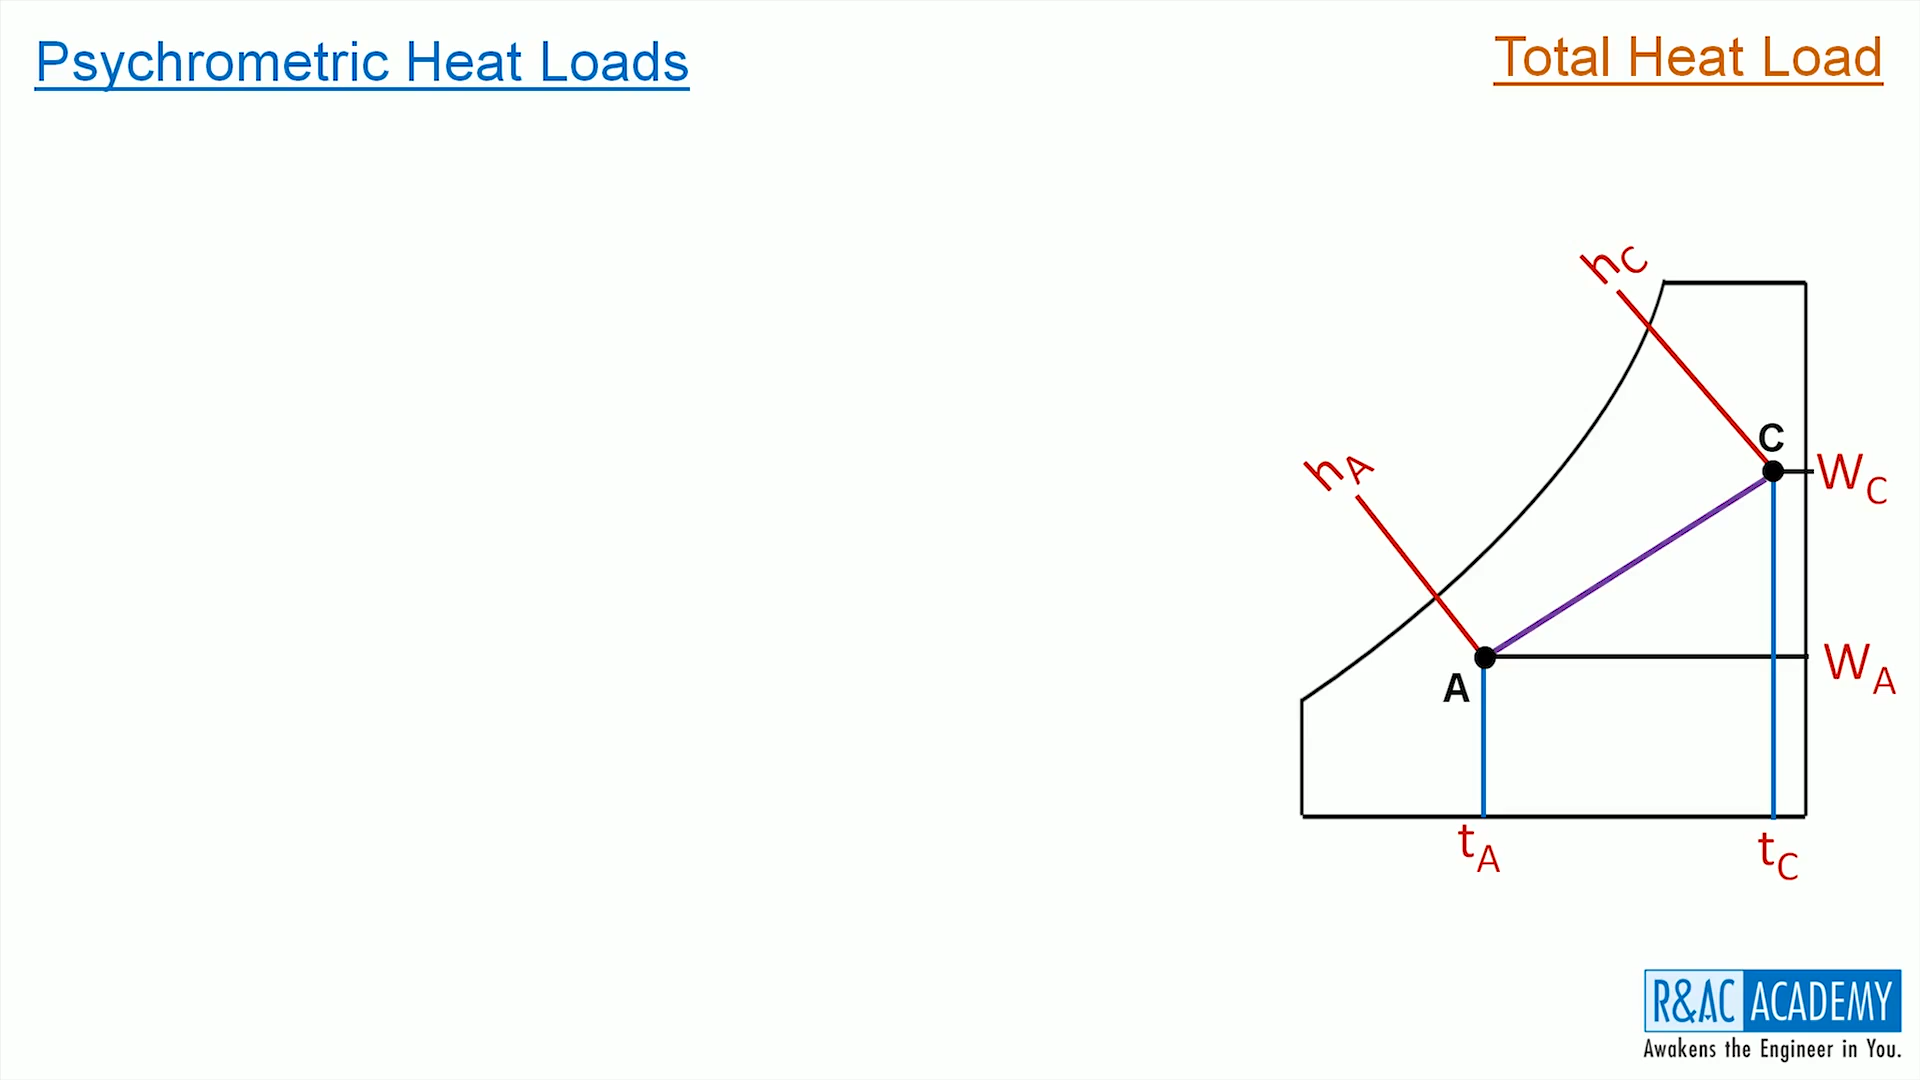 Psychrometric Heat Loads
Total Heat Load
hC
C
WC
hA
WA
A
tA
tC
R&AC ACADEMY
Awakens the Engineer in You.